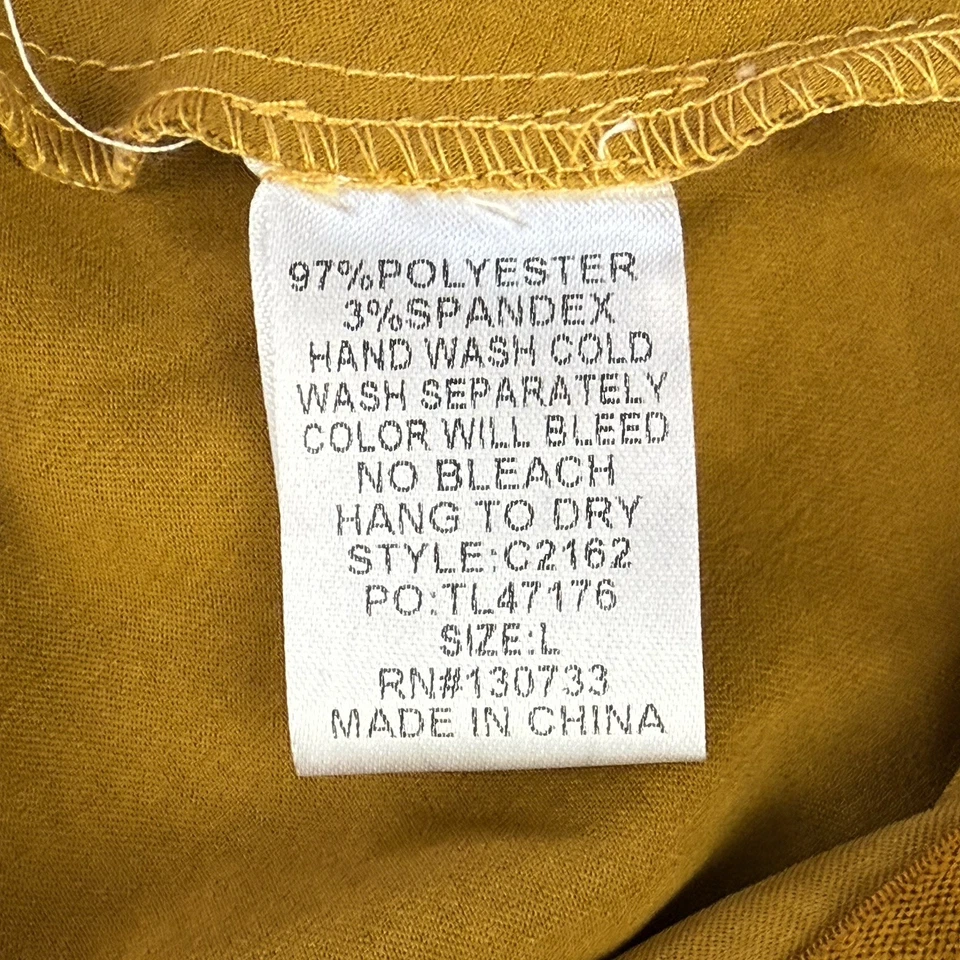 97%POLYESTER
3%SPANDEX
HAND WASH COLD
WASH SEPARATELY
COLOR WILL BLEED
NO BLEACH
HANG TO DRY
STYLE:C2162
PO:TL47176
SIZE:L
RN#130733
MADE IN CHINA